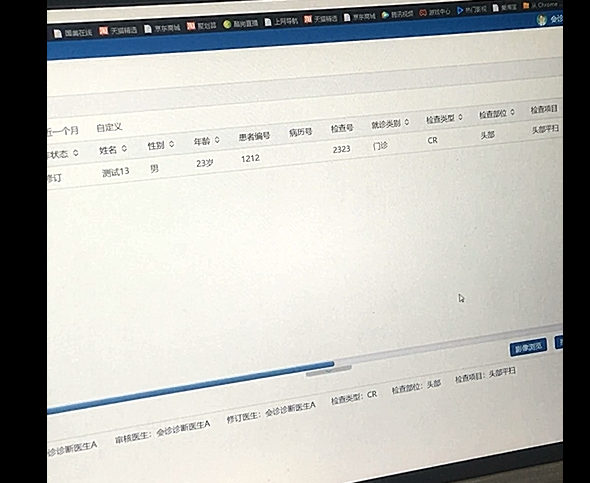 国美在线 天猫精选 京东商城 聚划算 酷狗直播 上网导航 天猫精选 京东商城 腾讯视频 游戏中心 热门影视 爱淘宝 从 Chrome
会诊
近一个月 自定义
状态 姓名 性别 年龄 患者编号 病历号 检查号 就诊类别 检查类型 检查部位 检查项目
修订 测试13 男 23岁 1212 2323 门诊 CR 头部 头部平扫
影像浏览
会诊诊断医生A 审核医生：会诊诊断医生A 修订医生：会诊诊断医生A 检查类型：CR 检查部位：头部 检查项目：头部平扫